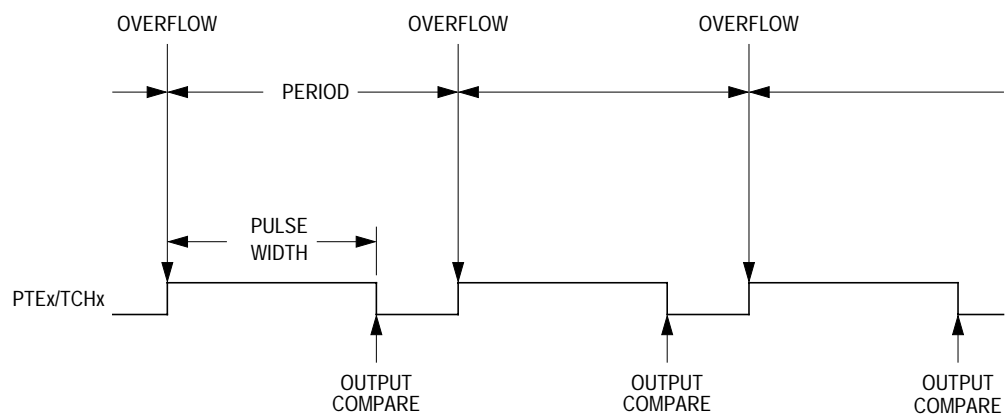 OVERFLOW
OVERFLOW
OVERFLOW
PERIOD
PULSE
WIDTH
PTEx/TCHx
OUTPUT
COMPARE
OUTPUT
COMPARE
OUTPUT
COMPARE